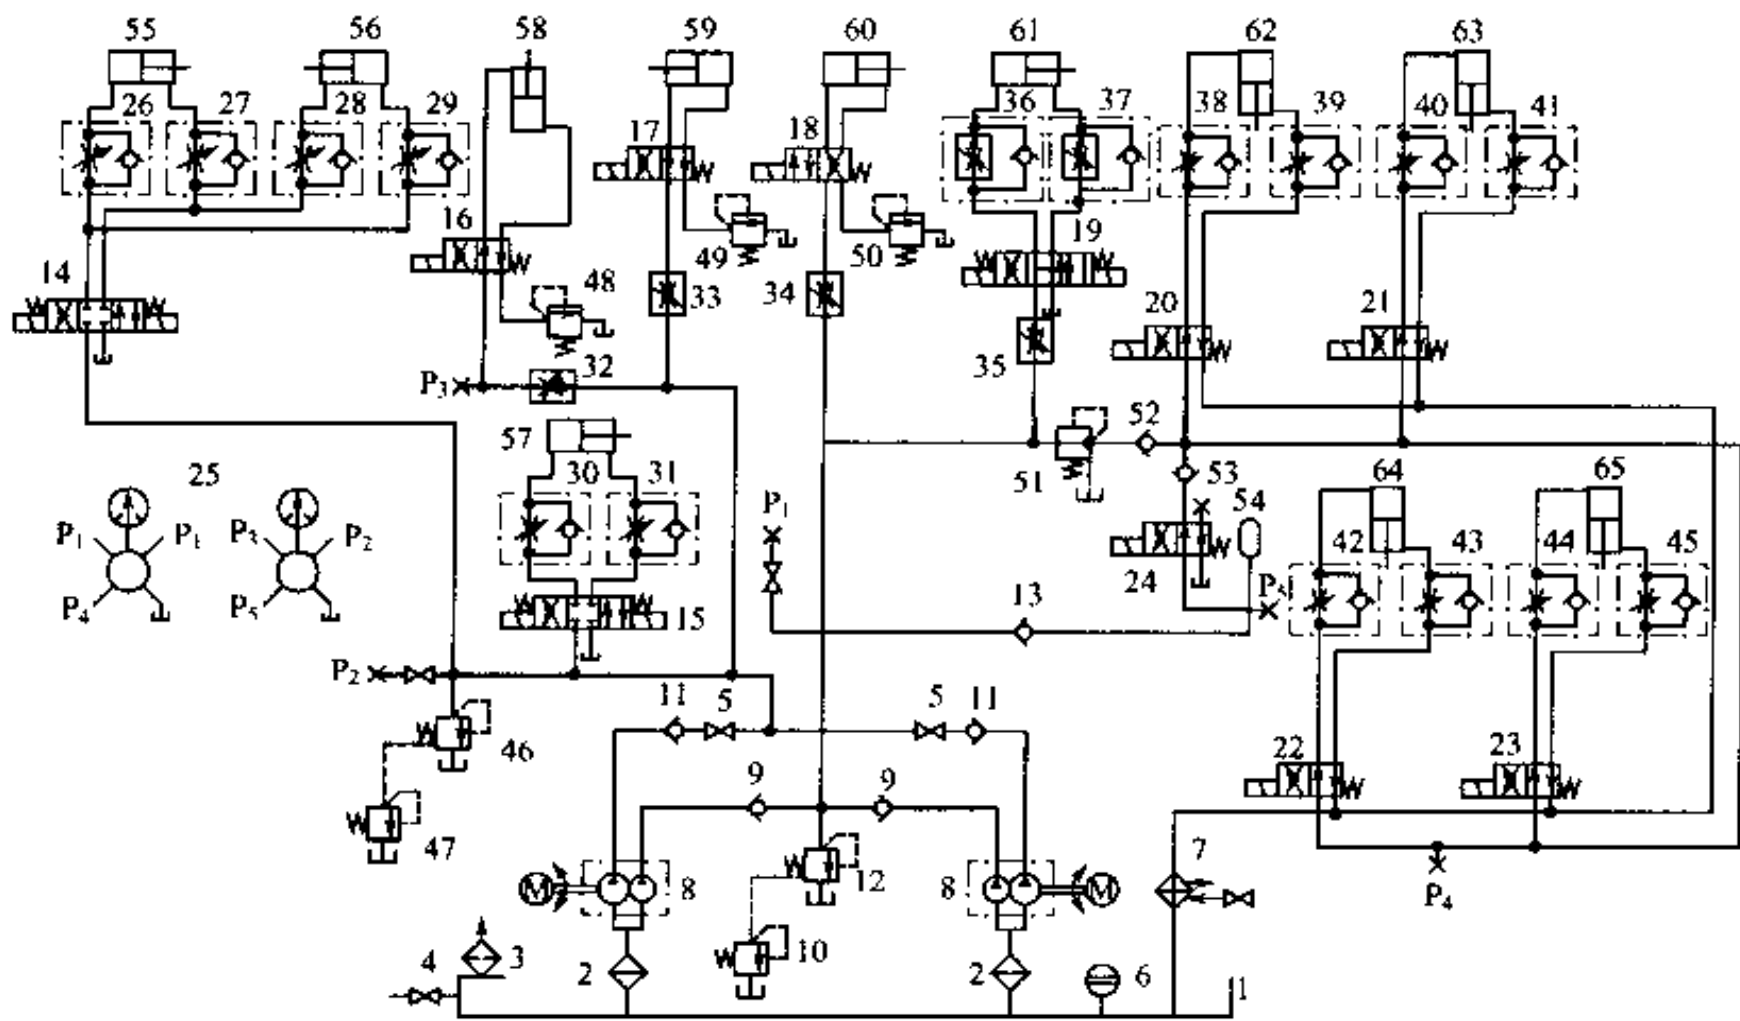 55 56 58 59 60 61 62 63
26 27 28 29 17 18 36 37 38 39 40 41
16 49 50 19
14 48 33 34 20 21
P3 32 35
57 52
25 30 31 P1 51 53 54 64 65
P1 P1 P3 P2 24 42 43 44 45
P4 P5 15 13 P5
P2 11 5 5 11
46 9 9 22 23
47 12 7
M 8 8 M P4
4 3 2 10 2 6 1